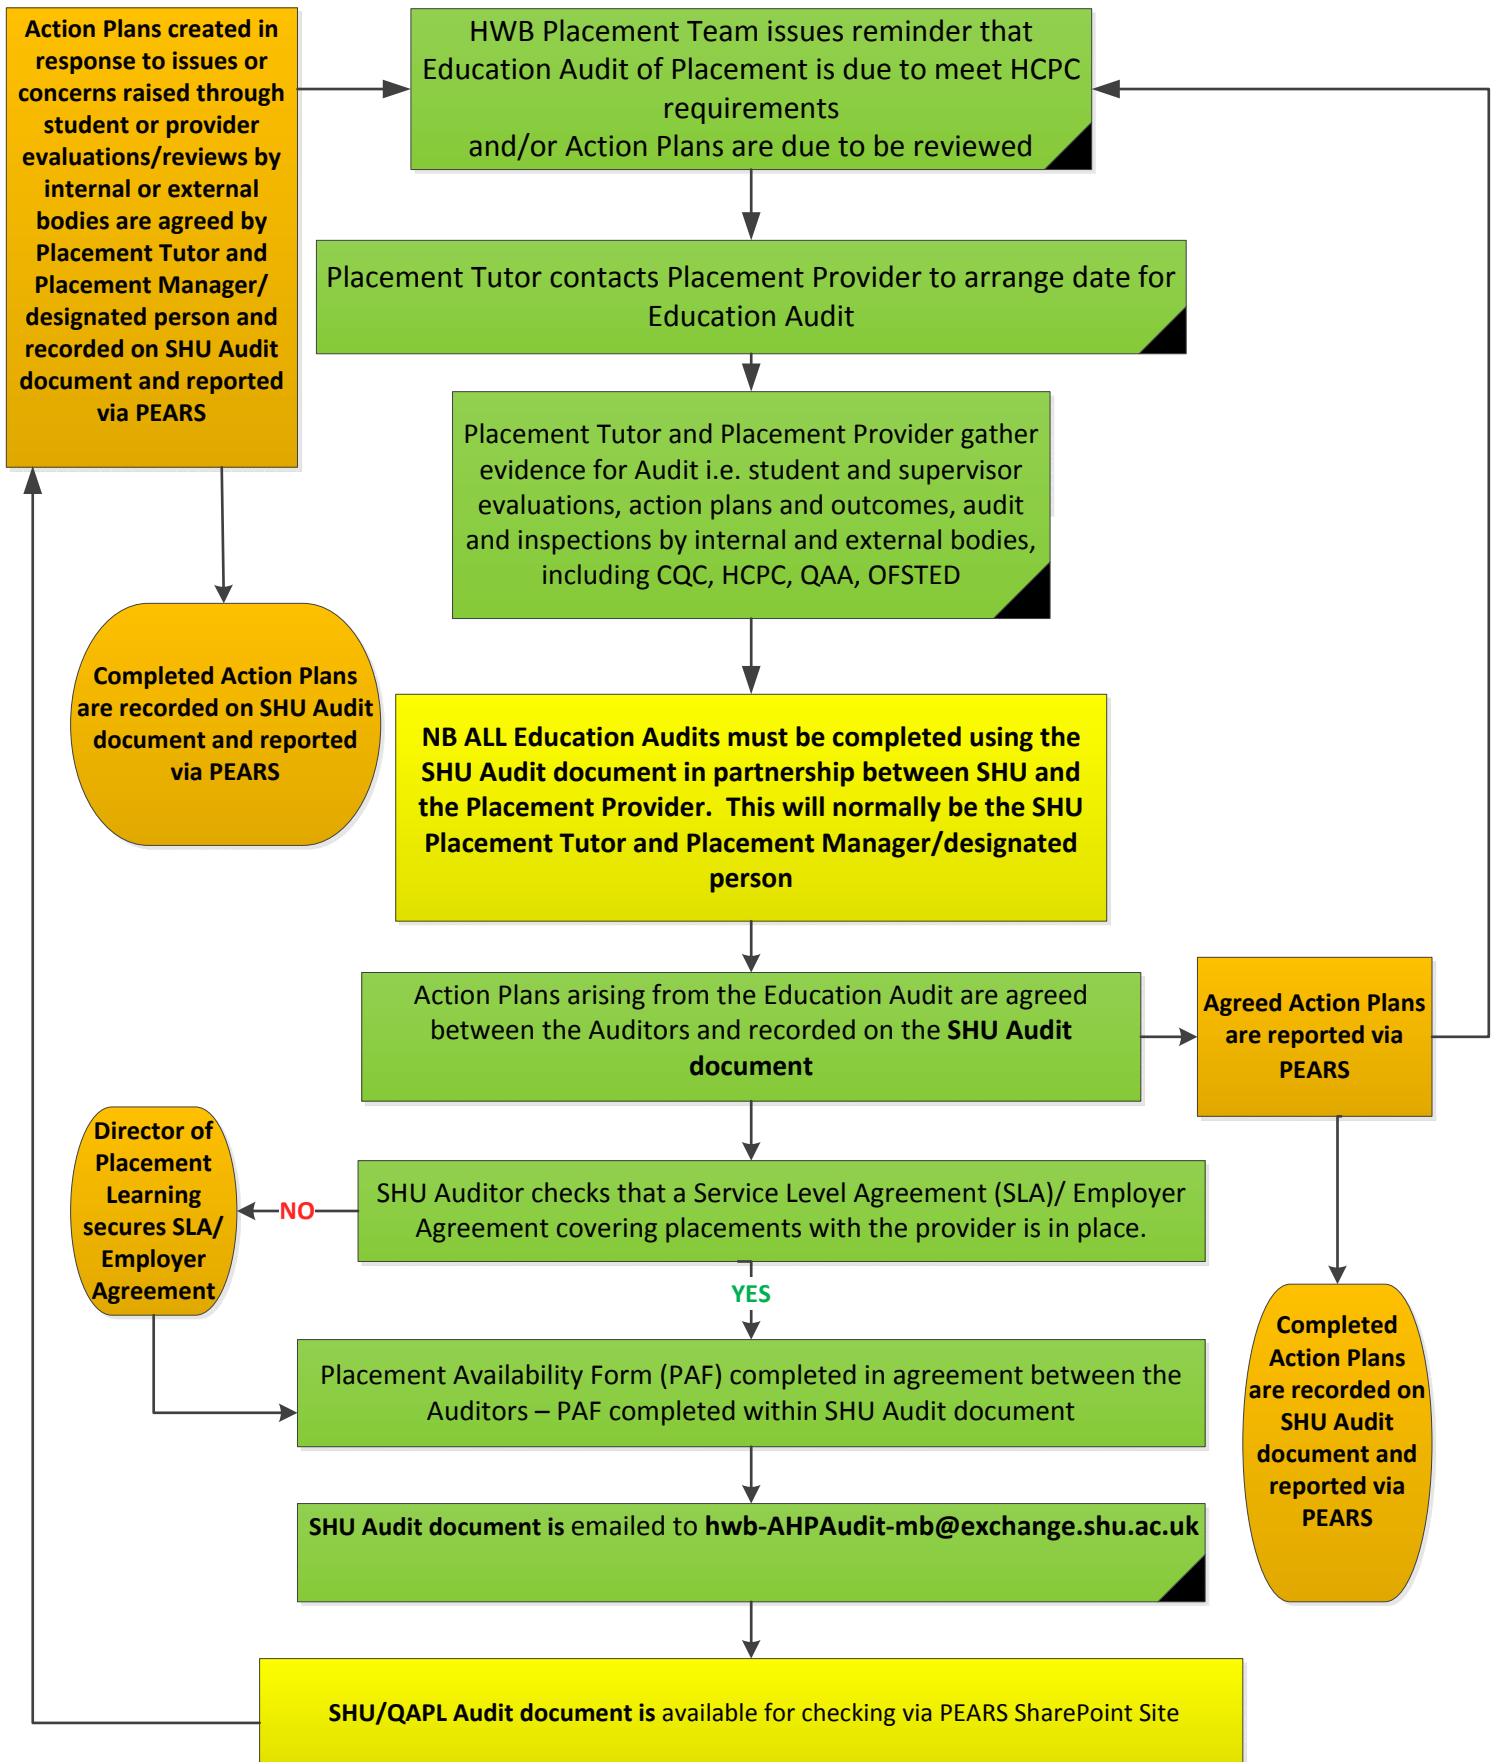 Action Plans created in
response to issues or
concerns raised through
student or provider
evaluations/reviews by
internal or external
bodies are agreed by
Placement Tutor and
Placement Manager/
designated person and
recorded on SHU Audit
document and reported
via PEARS
HWB Placement Team issues reminder that
Education Audit of Placement is due to meet HCPC
requirements
and/or Action Plans are due to be reviewed
Placement Tutor contacts Placement Provider to arrange date for
Education Audit
Placement Tutor and Placement Provider gather
evidence for Audit i.e. student and supervisor
evaluations, action plans and outcomes, audit
and inspections by internal and external bodies,
including CQC, HCPC, QAA, OFSTED
Completed Action Plans
are recorded on SHU Audit
document and reported
via PEARS
NB ALL Education Audits must be completed using the
SHU Audit document in partnership between SHU and
the Placement Provider.  This will normally be the SHU
Placement Tutor and Placement Manager/designated
person
Action Plans arising from the Education Audit are agreed
between the Auditors and recorded on the SHU Audit
document
Agreed Action Plans
are reported via
PEARS
Director of
Placement
Learning
secures SLA/
Employer
Agreement
NO
SHU Auditor checks that a Service Level Agreement (SLA)/ Employer
Agreement covering placements with the provider is in place.
YES
Completed
Action Plans
are recorded on
SHU Audit
document and
reported via
PEARS
Placement Availability Form (PAF) completed in agreement between the
Auditors – PAF completed within SHU Audit document
SHU Audit document is emailed to hwb-AHPAudit-mb@exchange.shu.ac.uk
SHU/QAPL Audit document is available for checking via PEARS SharePoint Site